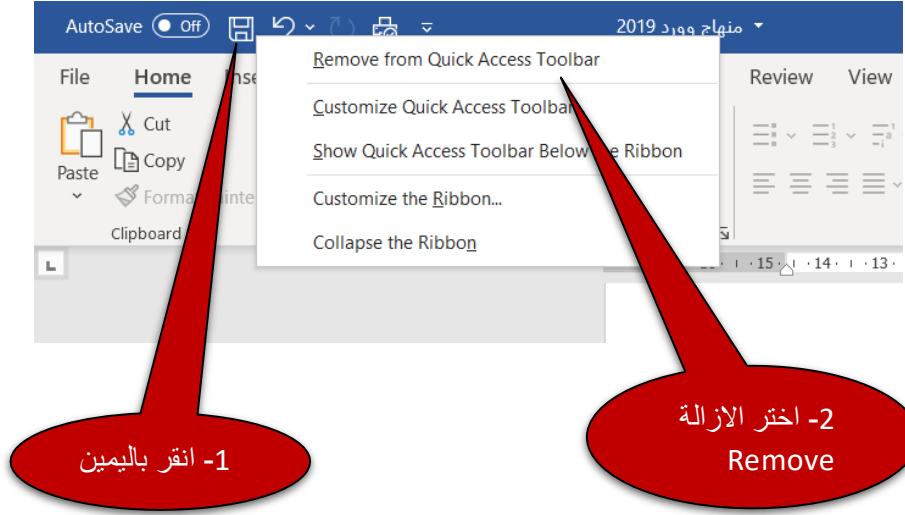 AutoSave Off
منهاج وورد 2019
File Home Inse Review View
Remove from Quick Access Toolbar
Customize Quick Access Toolbar
Show Quick Access Toolbar Below the Ribbon
Customize the Ribbon...
Collapse the Ribbon
Cut
Copy
Paste
Clipboard
15 14 13
1- انقر باليمين
2- اختر الازالة
Remove